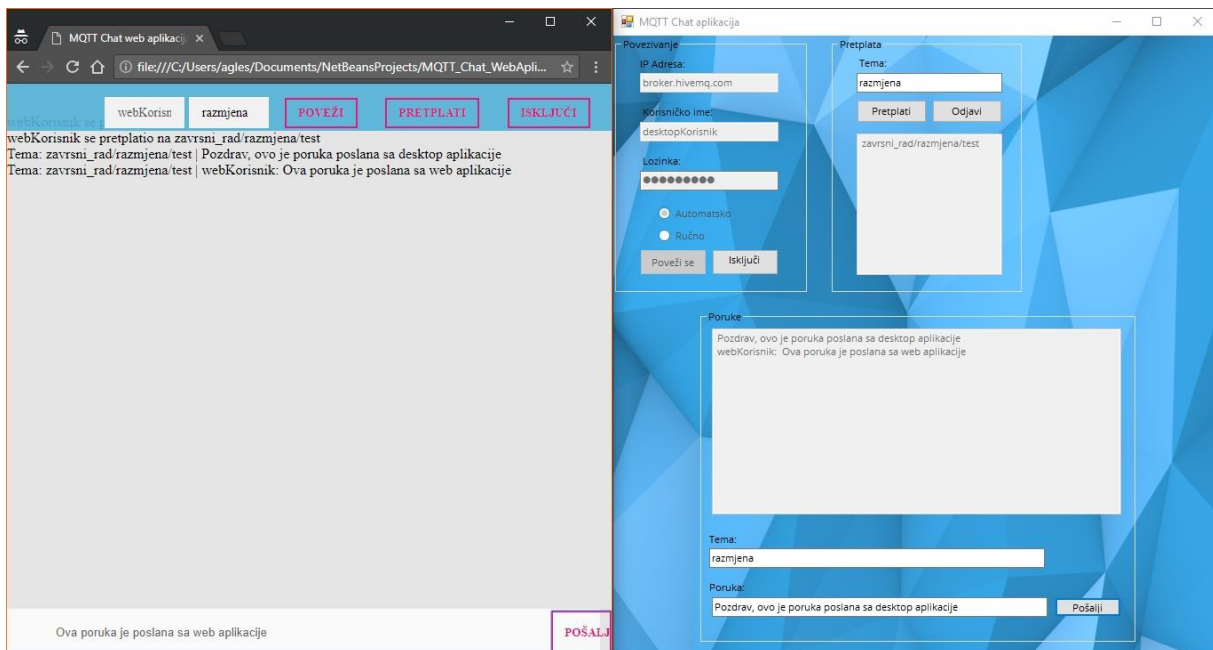 MQTT Chat web aplikacij
file:///C:/Users/agles/Documents/NetBeansProjects/MQTT_Chat_WebApli...
webKorisn
razmjena
POVEŽI
PRETPLATI
ISKLJUČI
webKorisnik se p
webKorisnik se pretplatio na zavrsni_rad/razmjena/test
Tema: zavrsni_rad/razmjena/test | Pozdrav, ovo je poruka poslana sa desktop aplikacije
Tema: zavrsni_rad/razmjena/test | webKorisnik: Ova poruka je poslana sa web aplikacije
Ova poruka je poslana sa web aplikacije
POŠALJ
MQTT Chat aplikacija
Povezivanje
IP Adresa:
broker.hivemq.com
Korisničko ime:
desktopKorisnik
Lozinka:
Automatsko
Ručno
Poveži se
Isključi
Pretplata
Tema:
razmjena
Pretplati
Odjavi
zavrsni_rad/razmjena/test
Poruke
Pozdrav, ovo je poruka poslana sa desktop aplikacije
webKorisnik: Ova poruka je poslana sa web aplikacije
Tema:
razmjena
Poruka:
Pozdrav, ovo je poruka poslana sa desktop aplikacije
Pošalji